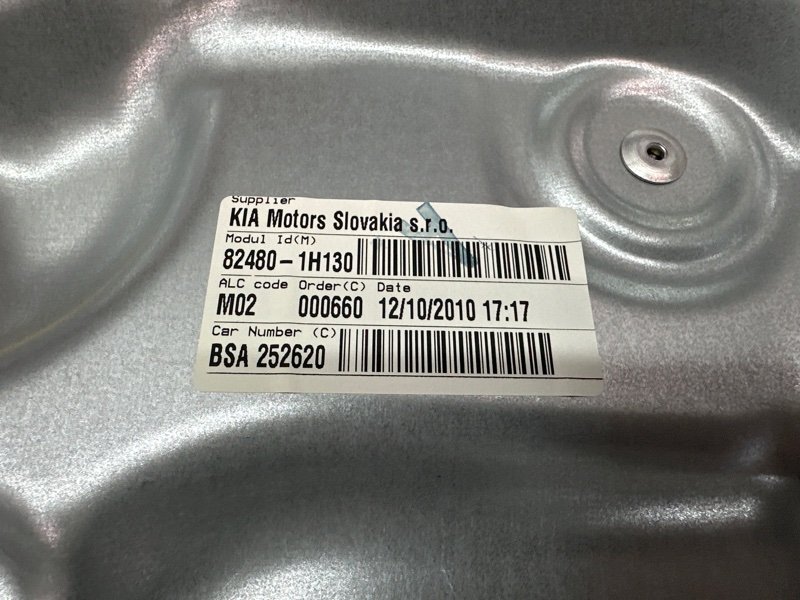 Supplier
KIA Motors Slovakia s.r.o.
Modul Id(M)
82480-1H130
ALC code Order(C) Date
M02 000660 12/10/2010 17:17
Car Number (C)
BSA 252620